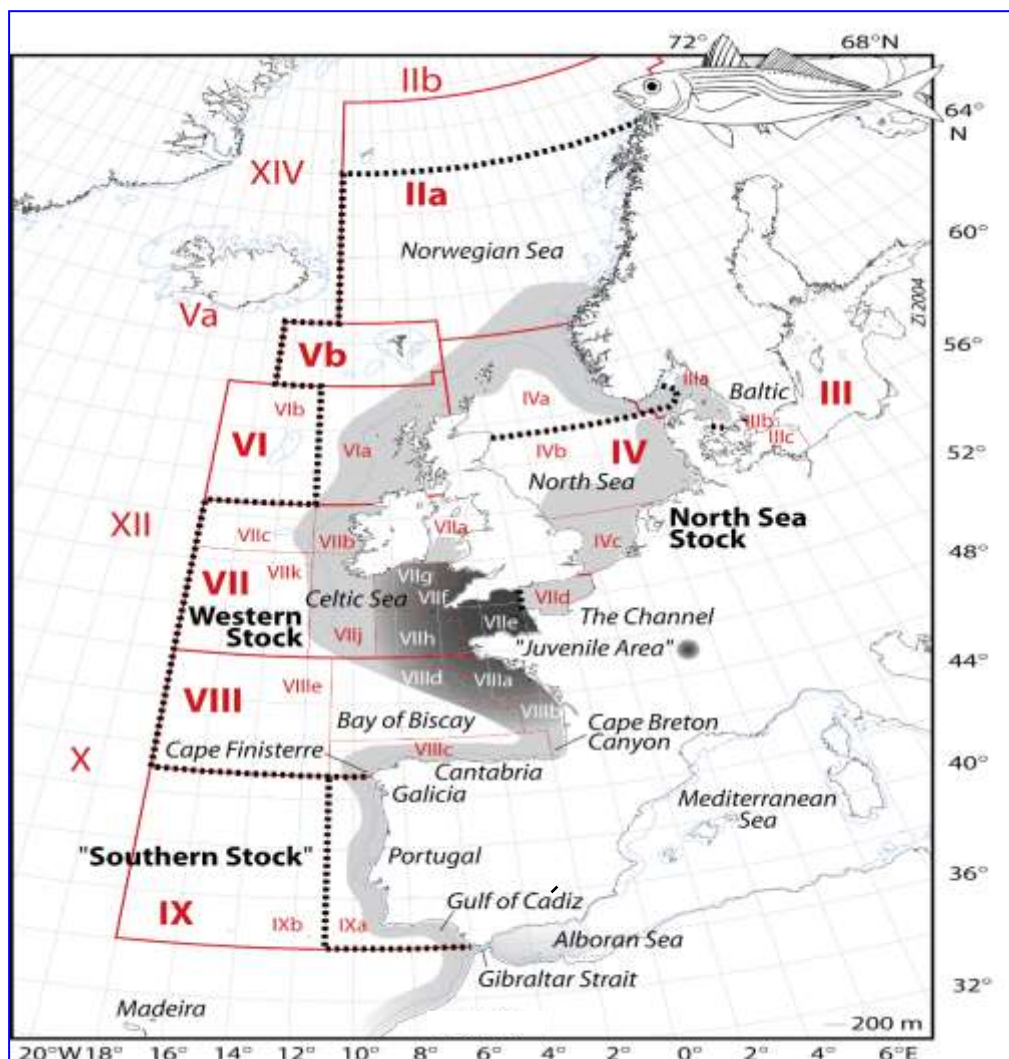 72°
68°N
64°
N
IIb
XIV
IIa
Norwegian Sea
60°
Zi 2004
Va
56°
Vb
IIIa
Baltic
III
IVa
VIb
IIIb
IIIc
VI
VIa
IVb
IV
52°
North Sea
XII
North Sea
Stock
VIIc
VIIb
VIIa
IVc
48°
VII
VIIk
VIIg
Celtic Sea
VIIf
VIId
Western
Stock
VIIe
The Channel
VIIj
VIIh
"Juvenile Area"
44°
VIIIe
VIIId
VIIIa
VIII
VIIIb
Bay of Biscay
Cape Breton
Canyon
X
Cape Finisterre
VIIIc
Cantabria
40°
Galicia
Mediterranean
Sea
"Southern Stock"
Portugal
36°
IX
Gulf of Cádiz
IXb
IXa
Alboran Sea
Gibraltar Strait
32°
Madeira
200 m
20°W 18° 16° 14° 12° 10° 8° 6° 4° 2° 0° 2° 4° 6°E